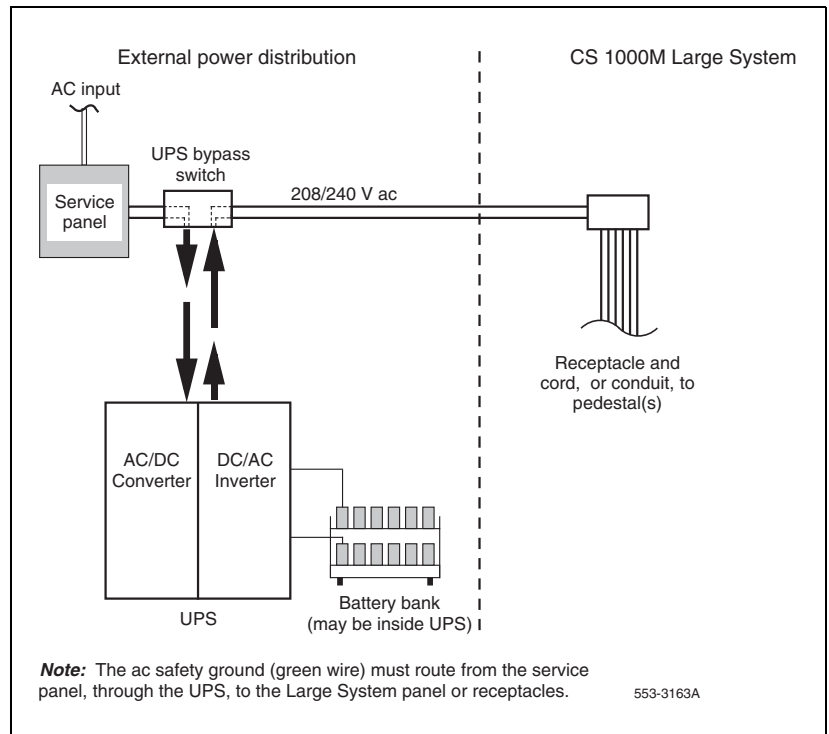 External power distribution
CS 1000M Large System
AC input
UPS bypass
switch
208/240 V ac
Service
panel
Receptacle and
cord, or conduit, to
pedestal(s)
AC/DC
Converter
DC/AC
Inverter
Battery bank
(may be inside UPS)
UPS
Note: The ac safety ground (green wire) must route from the service
panel, through the UPS, to the Large System panel or receptacles.
553-3163A